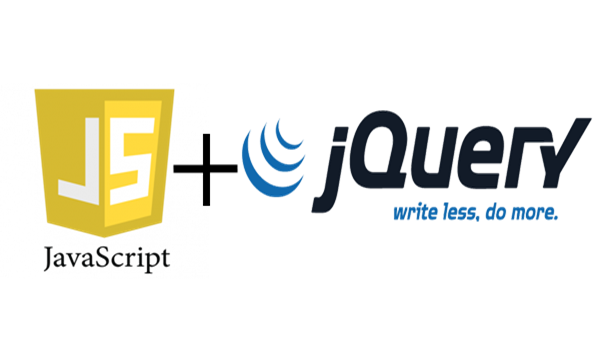 JS
JavaScript
+
jQuery
write less, do more.